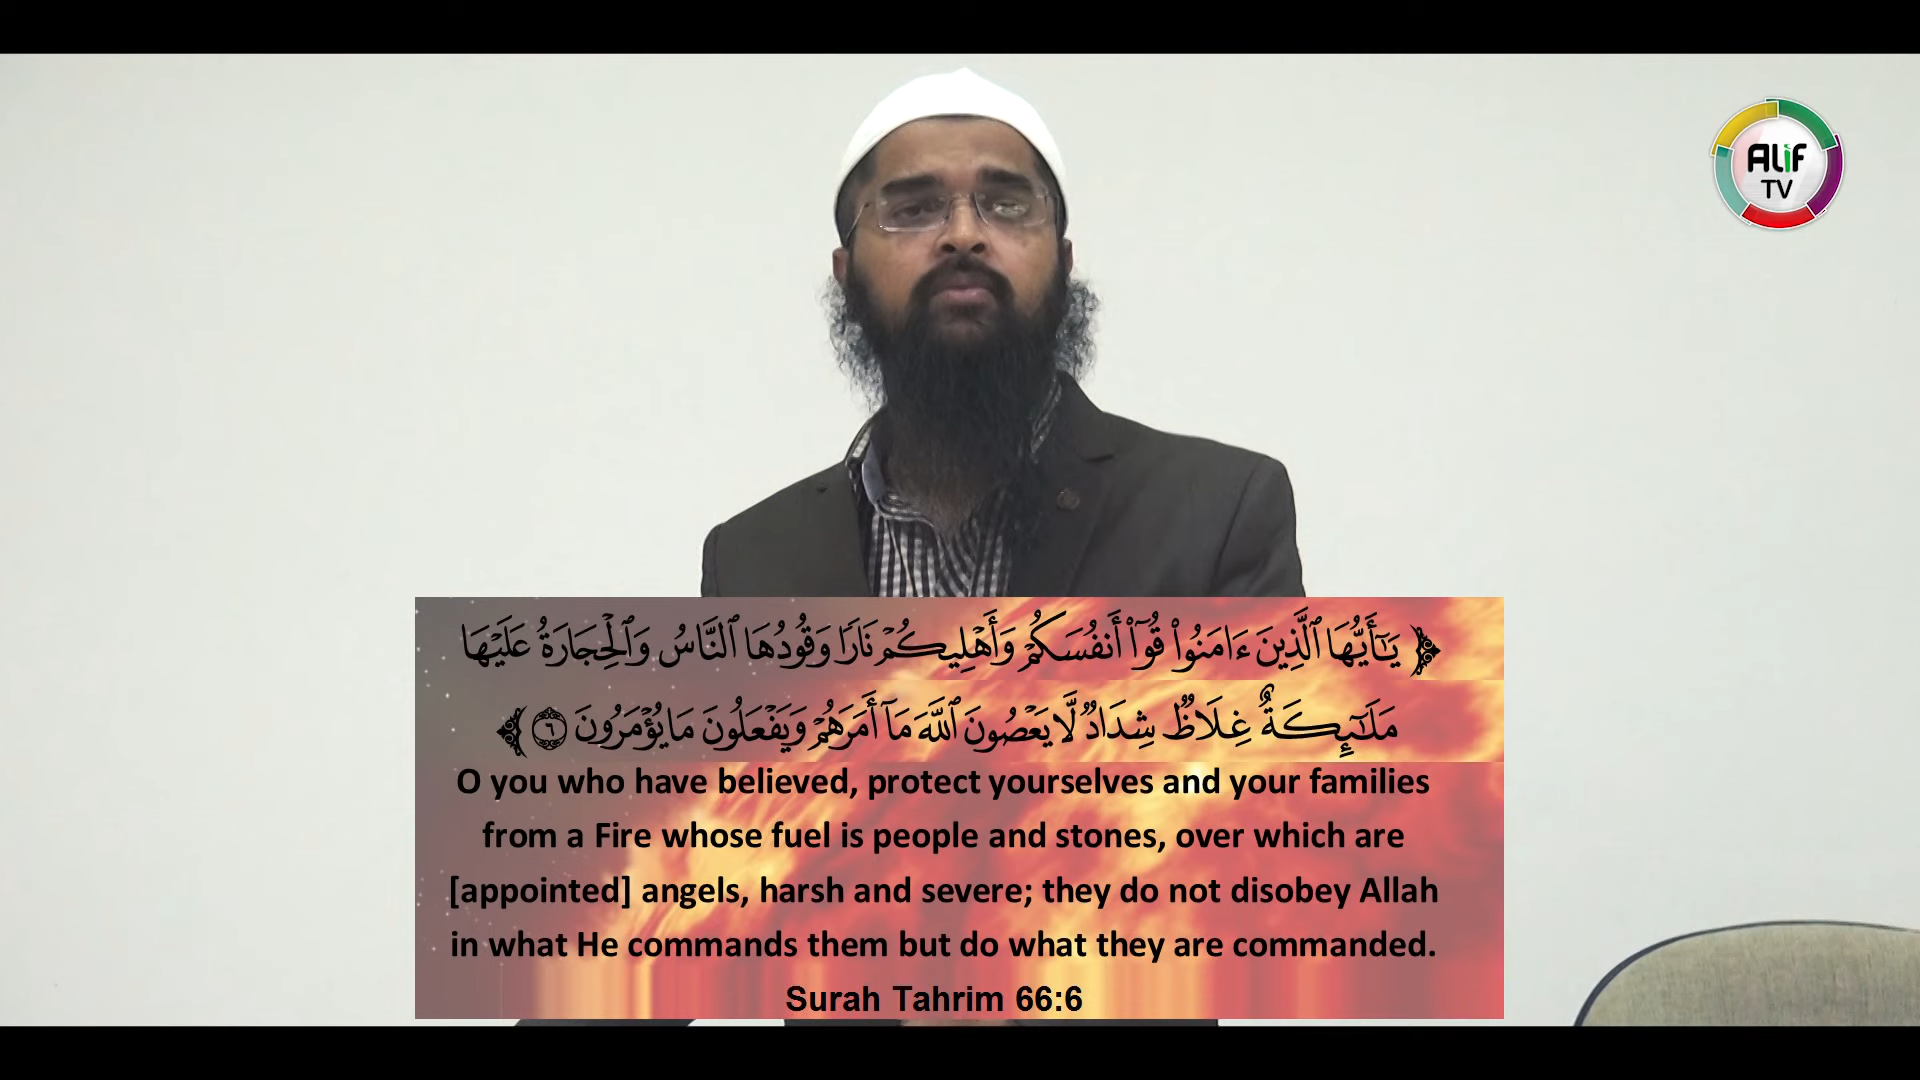 ALiF
TV
﴿ يَـٰٓأَيُّهَا ٱلَّذِينَ ءَامَنُوا۟ قُوٓا۟ أَنفُسَكُمْ وَأَهْلِيكُمْ نَارًا وَقُودُهَا ٱلنَّاسُ وَٱلْحِجَارَةُ عَلَيْهَا
مَلَـٰٓئِكَةٌ غِلَاظٌ شِدَادٌ لَّا يَعْصُونَ ٱللَّهَ مَآ أَمَرَهُمْ وَيَفْعَلُونَ مَا يُؤْمَرُونَ ٦ ﴾
O you who have believed, protect yourselves and your families
from a Fire whose fuel is people and stones, over which are
[appointed] angels, harsh and severe; they do not disobey Allah
in what He commands them but do what they are commanded.
Surah Tahrim 66:6